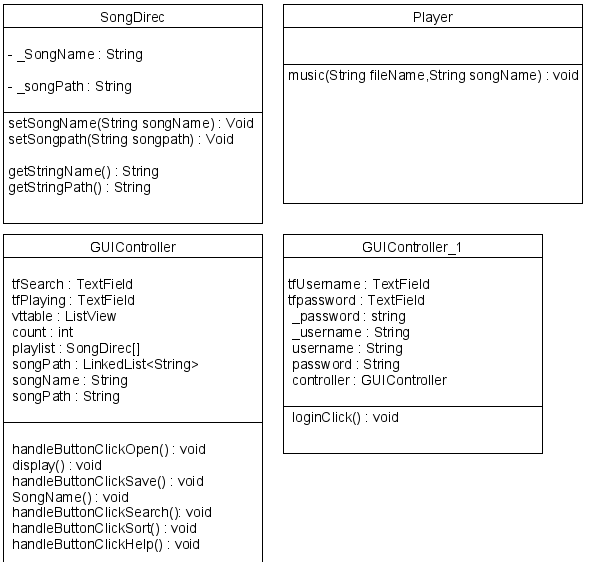 SongDirec
- _SongName : String
- _songPath : String
setSongName(String songName) : Void
setSongpath(String songpath) : Void
getStringName() : String
getStringPath() : String
Player
music(String fileName,String songName) : void
GUIController
tfSearch : TextField
tfPlaying : TextField
vttable : ListView
count : int
playlist : SongDirec[]
songPath : LinkedList<String>
songName : String
songPath : String
handleButtonClickOpen() : void
display() : void
handleButtonClickSave() : void
SongName() : void
handleButtonClickSearch(): void
handleButtonClickSort() : void
handleButtonClickHelp() : void
GUIController_1
tfUsername : TextField
tfpassword : TextField
_password : string
_username : String
username : String
password : String
controller : GUIController
loginClick() : void